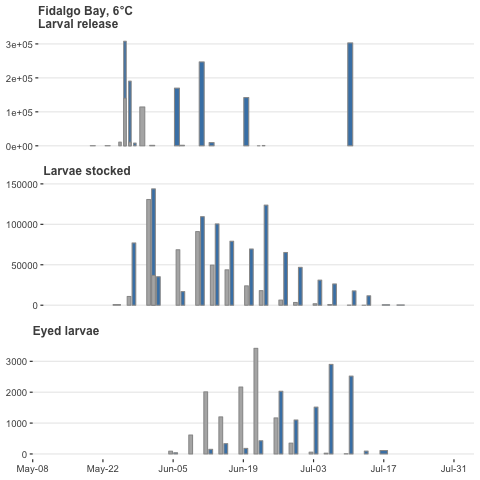 Fidalgo Bay, 6°C
Larval release
3e+05
2e+05
1e+05
0e+00
Larvae stocked
150000
100000
50000
0
Eyed larvae
3000
2000
1000
0
May-08 May-22 Jun-05 Jun-19 Jul-03 Jul-17 Jul-31